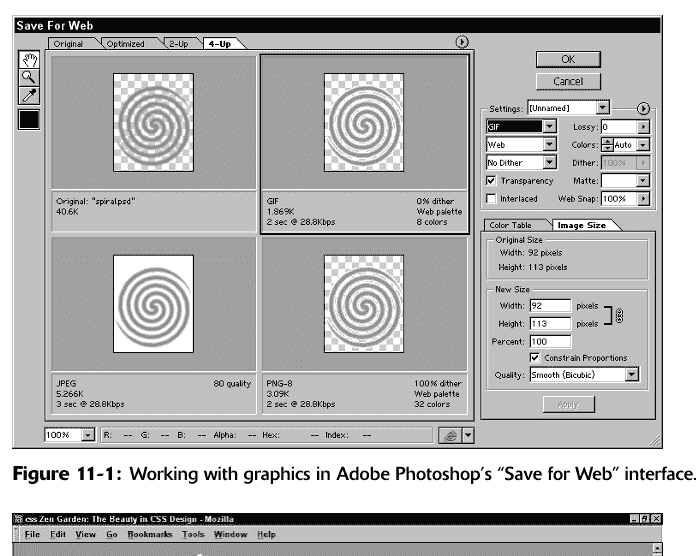 Save For Web
Original Optimized 2-Up 4-Up
OK
Cancel
Settings: [Unnamed]
GIF Lossy: 0
Web Colors: Auto
No Dither Dither: 100%
Transparency Matte:
Interlaced Web Snap: 100%
Original: "spiral.psd"
40.6K
GIF 0% dither
1.869K Web palette
2 sec @ 28.8Kbps 8 colors
Color Table Image Size
Original Size
Width: 92 pixels
Height: 113 pixels
New Size
Width: 92 pixels
Height: 113 pixels
Percent: 100
Constrain Proportions
Quality: Smooth (Bicubic)
Apply
JPEG 80 quality
5.266K
3 sec @ 28.8Kbps
PNG-8 100% dither
3.09K Web palette
2 sec @ 28.8Kbps 32 colors
100% R: -- G: -- B: -- Alpha: -- Hex: -- Index: --
Figure 11-1: Working with graphics in Adobe Photoshop's "Save for Web" interface.
css Zen Garden: The Beauty in CSS Design - Mozilla
File Edit View Go Bookmarks Tools Window Help